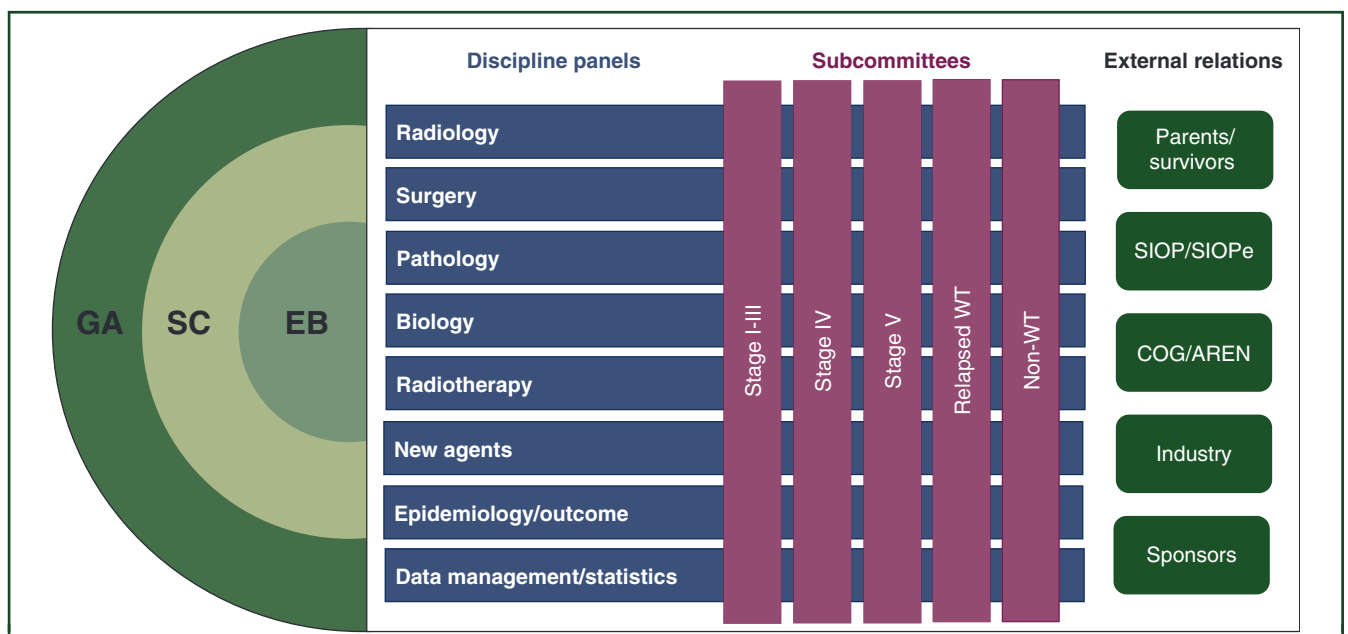 Discipline panels
Subcommittees
External relations
GA
SC
EB
Radiology
Surgery
Pathology
Biology
Radiotherapy
New agents
Epidemiology/outcome
Data management/statistics
Stage I-III
Stage IV
Stage V
Relapsed WT
Non-WT
Parents/
survivors
SIOP/SIOPe
COG/AREN
Industry
Sponsors